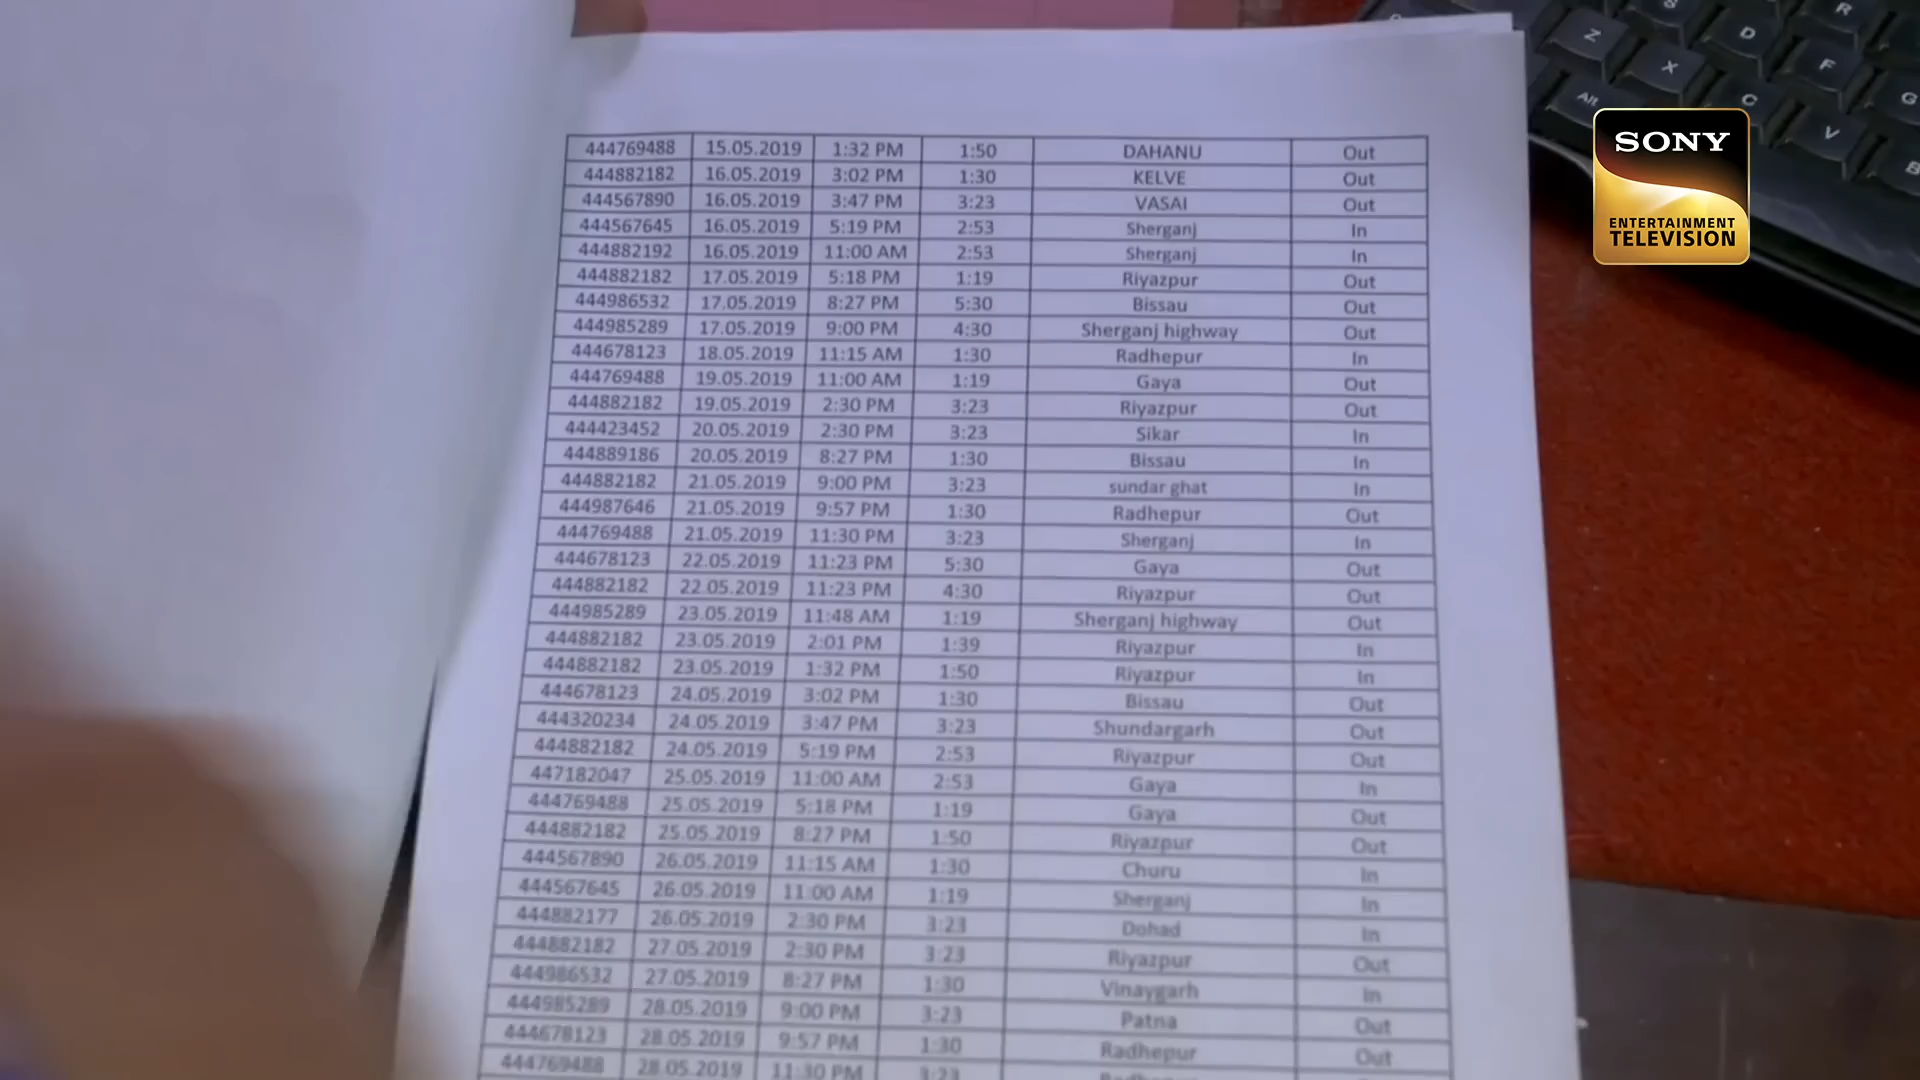 444769488 15.05.2019 1:32 PM 1:50 DAHANU Out
444882182 16.05.2019 3:02 PM 1:30 KELVE Out
444567890 16.05.2019 3:47 PM 3:23 VASAI Out
444567645 16.05.2019 5:19 PM 2:53 Sherganj In
444882192 16.05.2019 11:00 AM 2:53 Sherganj In
444882182 17.05.2019 5:18 PM 1:19 Riyazpur Out
444986532 17.05.2019 8:27 PM 5:30 Bissau Out
444985289 17.05.2019 9:00 PM 4:30 Sherganj highway Out
444678123 18.05.2019 11:15 AM 1:30 Radhepur In
444769488 19.05.2019 11:00 AM 1:19 Gaya Out
444882182 19.05.2019 2:30 PM 3:23 Riyazpur Out
444423452 20.05.2019 2:30 PM 3:23 Sikar In
444889186 20.05.2019 8:27 PM 1:30 Bissau In
444882182 21.05.2019 9:00 PM 3:23 sundar ghat In
444987646 21.05.2019 9:57 PM 1:30 Radhepur Out
444769488 21.05.2019 11:30 PM 3:23 Sherganj In
444678123 22.05.2019 11:23 PM 5:30 Gaya Out
444882182 22.05.2019 11:23 PM 4:30 Riyazpur Out
444985289 23.05.2019 11:48 AM 1:19 Sherganj highway Out
444882182 23.05.2019 2:01 PM 1:39 Riyazpur In
444882182 23.05.2019 1:32 PM 1:50 Riyazpur In
444678123 24.05.2019 3:02 PM 1:30 Bissau Out
444320234 24.05.2019 3:47 PM 3:23 Shundargarh Out
444882182 24.05.2019 5:19 PM 2:53 Riyazpur Out
447182047 25.05.2019 11:00 AM 2:53 Gaya In
444769488 25.05.2019 5:18 PM 1:19 Gaya Out
444882182 25.05.2019 8:27 PM 1:50 Riyazpur Out
444567890 26.05.2019 11:15 AM 1:30 Churu In
444567645 26.05.2019 11:00 AM 1:19 Sherganj In
444882177 26.05.2019 2:30 PM 3:23 Dohad In
444882182 27.05.2019 2:30 PM 3:23 Riyazpur Out
444986532 27.05.2019 8:27 PM 1:30 Vinaygarh In
444985289 28.05.2019 9:00 PM 3:23 Patna Out
444678123 28.05.2019 9:57 PM 1:30 Radhepur Out
444769488 28.05.2019 11:30 PM 3:23
SONY
ENTERTAINMENT
TELEVISION
S
R
Z
D
X
F
Alt
C
G
V
B